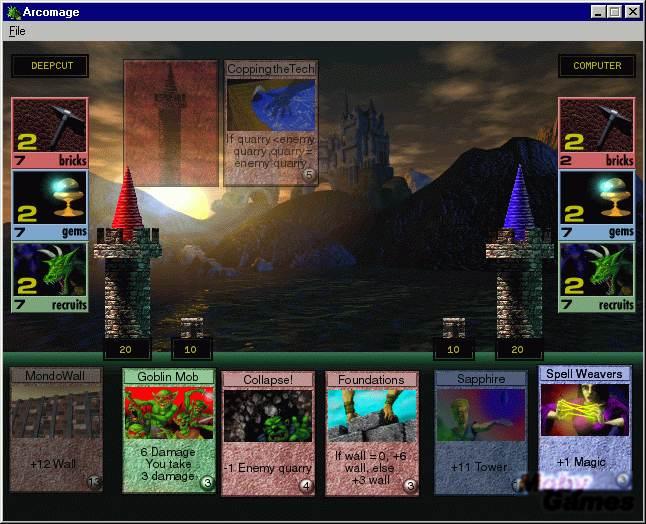 Arcomage
File
DEEPCUT
COMPUTER
2
7 bricks
2
7 gems
2
7 recruits
CoppingtheTech
If quarry<enemy
quarry,quarry=
enemy quarry
5
2
2 bricks
2
7 gems
2
7 recruits
20
10
10
20
MondoWall
+12 Wall
13
Goblin Mob
6 Damage
You take
3 damage
3
Collapse!
-1 Enemy quarry
4
Foundations
If wall = 0, +6
wall, else
+3 wall
3
Sapphire
+11 Tower
Spell Weavers
+1 Magic
Moby
Games